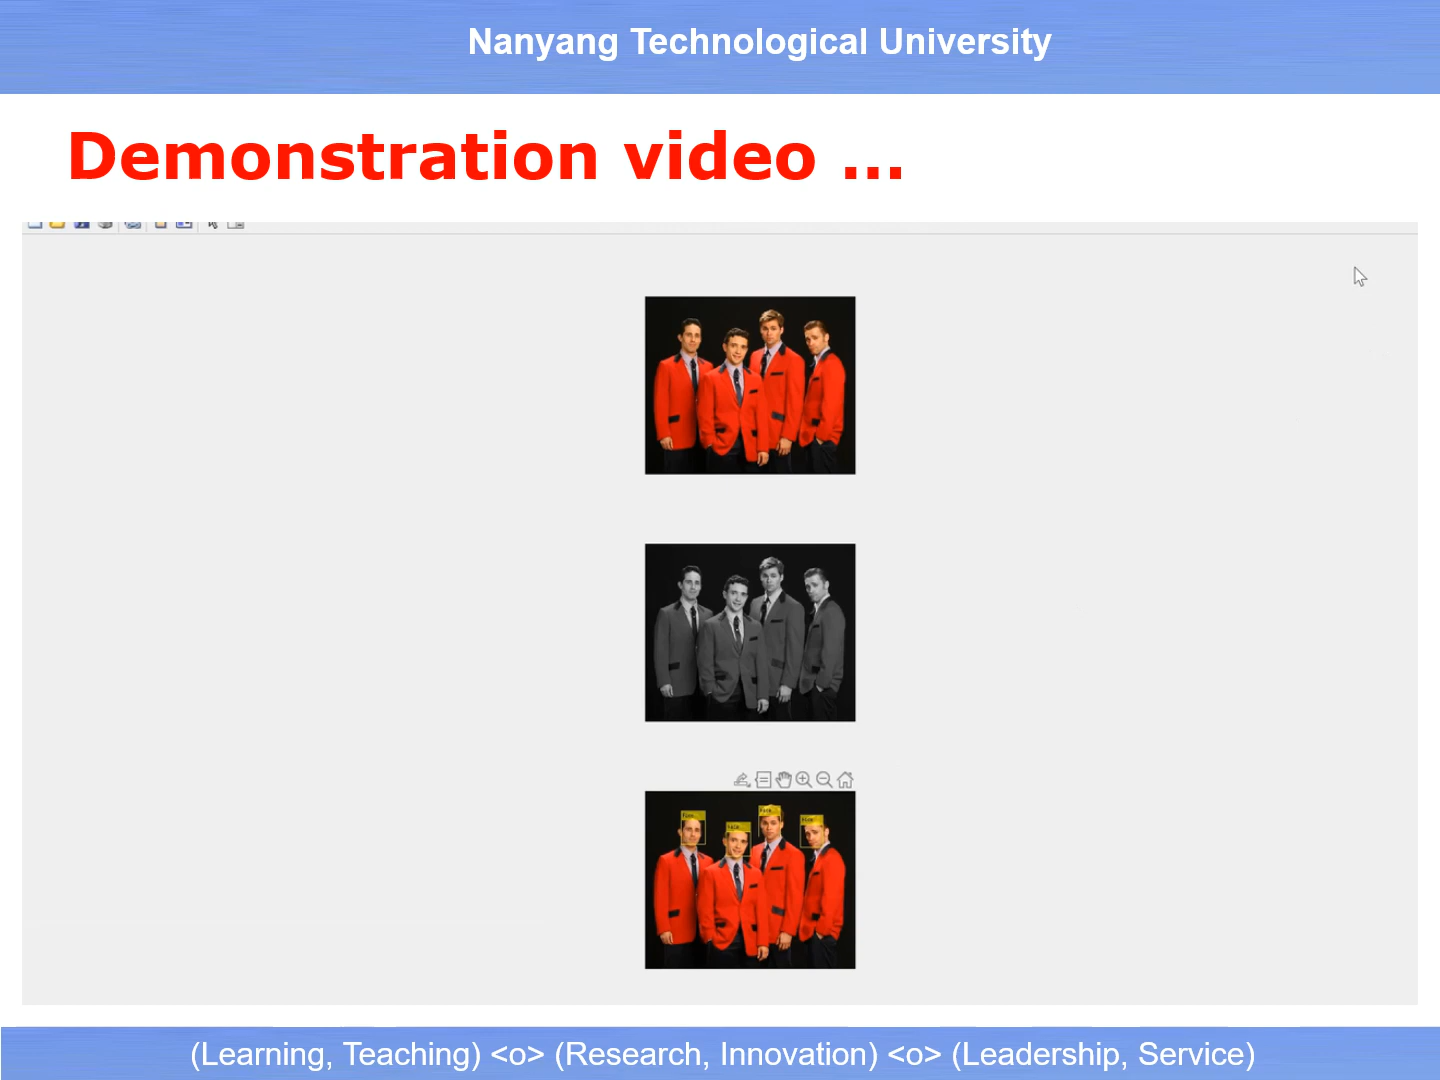 Nanyang Technological University
Demonstration video ...
(Learning, Teaching) <o> (Research, Innovation) <o> (Leadership, Service)